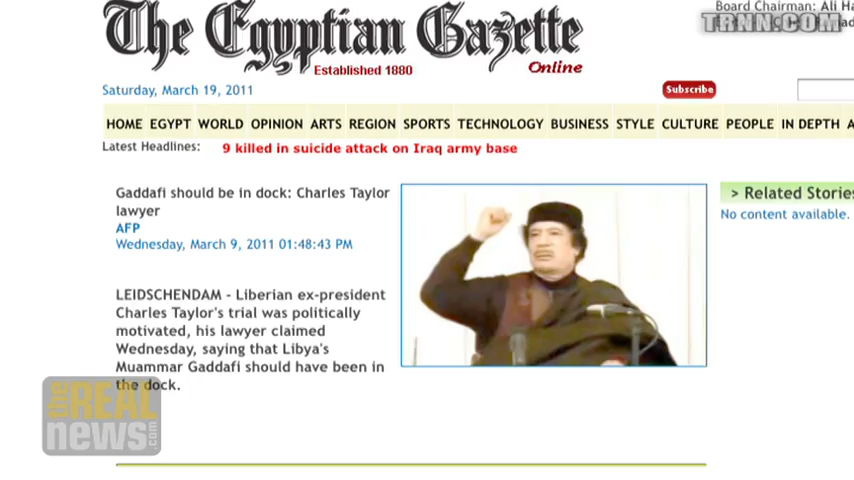 Board Chairman: Ali Ha
TRNN.COM
The Egyptian Gazette
Established 1880
Online
Saturday, March 19, 2011
Subscribe
HOME EGYPT WORLD OPINION ARTS REGION SPORTS TECHNOLOGY BUSINESS STYLE CULTURE PEOPLE IN DEPTH A
Latest Headlines: 9 killed in suicide attack on Iraq army base
Gaddafi should be in dock: Charles Taylor
lawyer
AFP
Wednesday, March 9, 2011 01:48:43 PM
> Related Stories
No content available.
LEIDSCHENDAM - Liberian ex-president
Charles Taylor's trial was politically
motivated, his lawyer claimed
Wednesday, saying that Libya's
Muammar Gaddafi should have been in
the dock.
the REAL
news.com